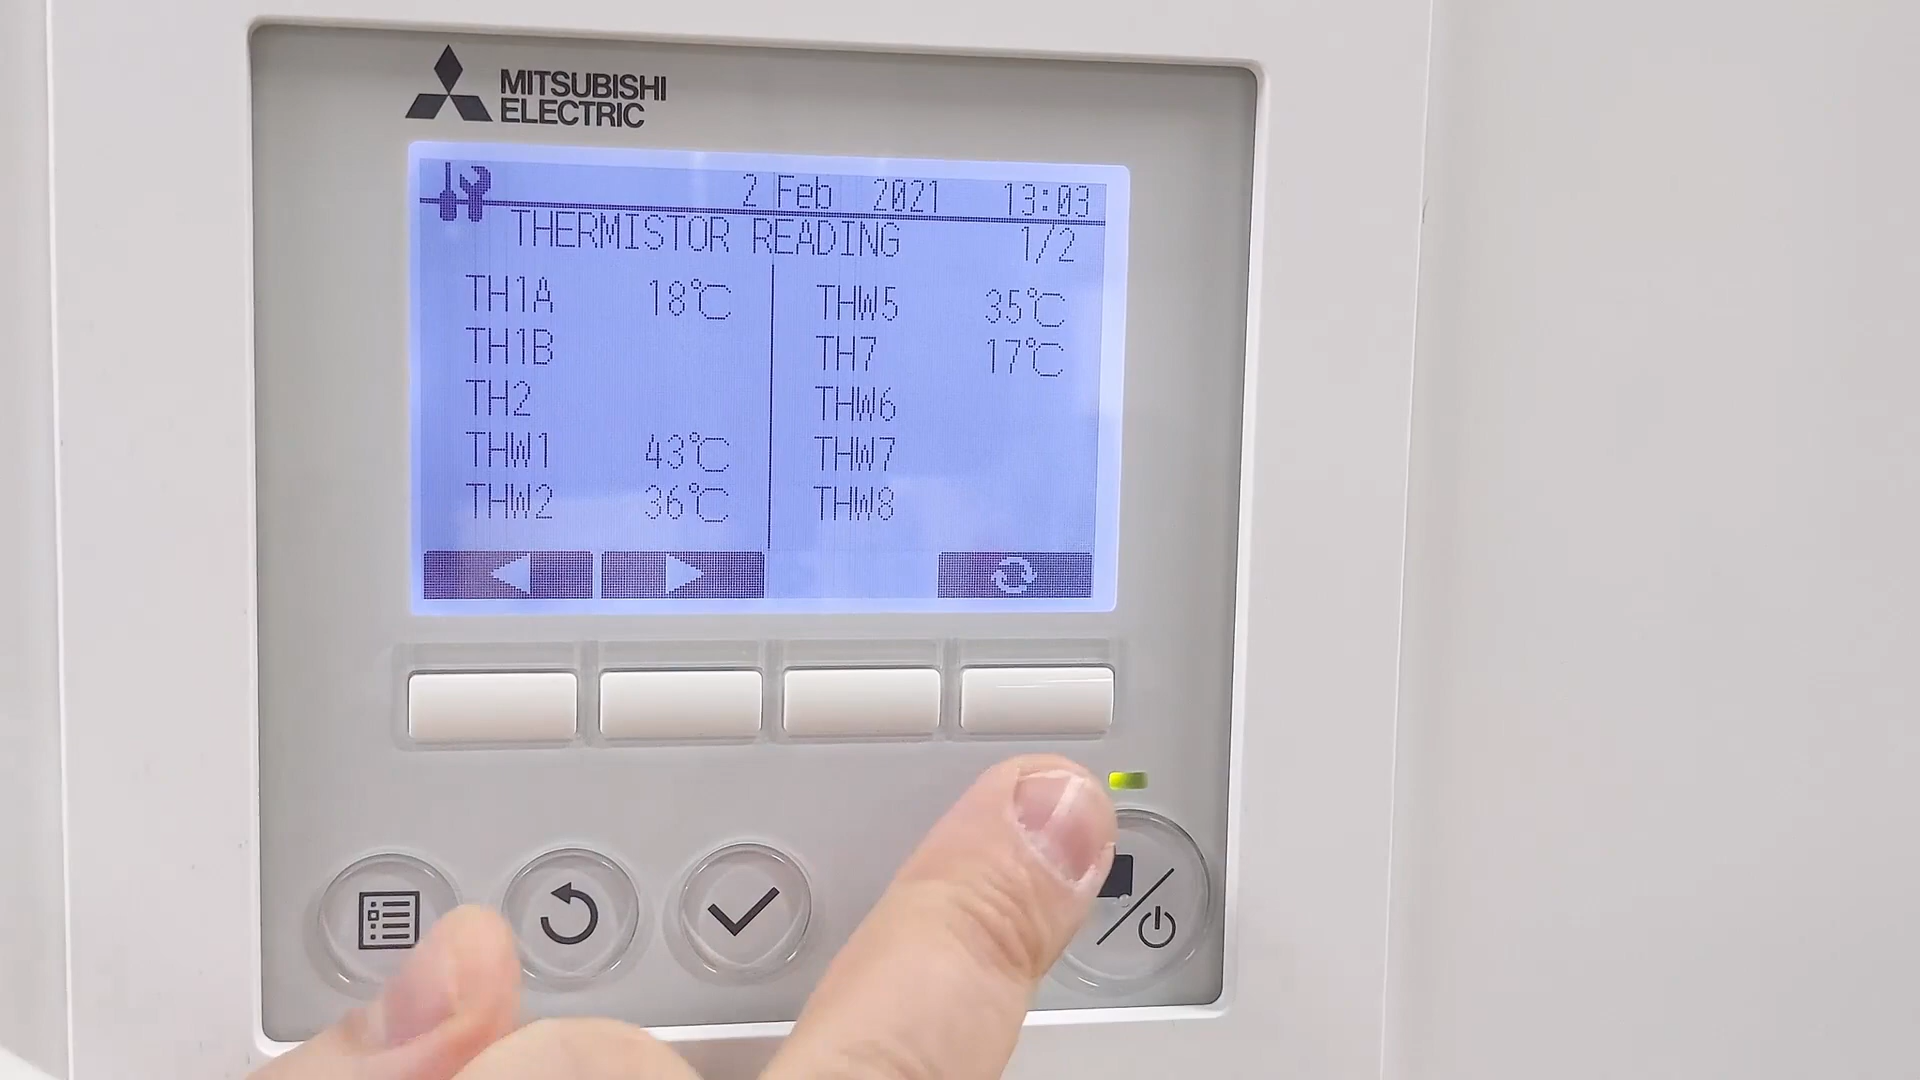 MITSUBISHI
ELECTRIC
2 Feb 2021 13:03
THERMISTOR READING 1/2
TH1A 18℃ THW5 35℃
TH1B TH7 17℃
TH2 THW6
THW1 43℃ THW7
THW2 36℃ THW8